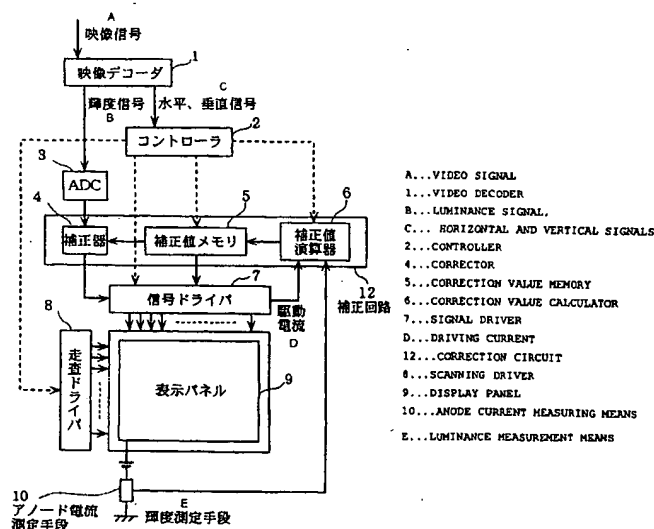 A
映像信号
1
映像デコーダ
輝度信号
B
C
水平、垂直信号
2
コントローラ
3
ADC
4
補正器
5
補正値メモリ
6
補正値
演算器
7
信号ドライバ
駆動
電流
D
12
補正回路
8
走査ドライバ
表示パネル
9
10
アノード電流
測定手段
E
輝度測定手段
A...VIDEO SIGNAL
1...VIDEO DECODER
B...LUMINANCE SIGNAL,
C... HORIZONTAL AND VERTICAL SIGNALS
2...CONTROLLER
4...CORRECTOR
5...CORRECTION VALUE MEMORY
6...CORRECTION VALUE CALCULATOR
7...SIGNAL DRIVER
D...DRIVING CURRENT
12...CORRECTION CIRCUIT
8...SCANNING DRIVER
9...DISPLAY PANEL
10...ANODE CURRENT MEASURING MEANS
E...LUMINANCE MEASUREMENT MEANS